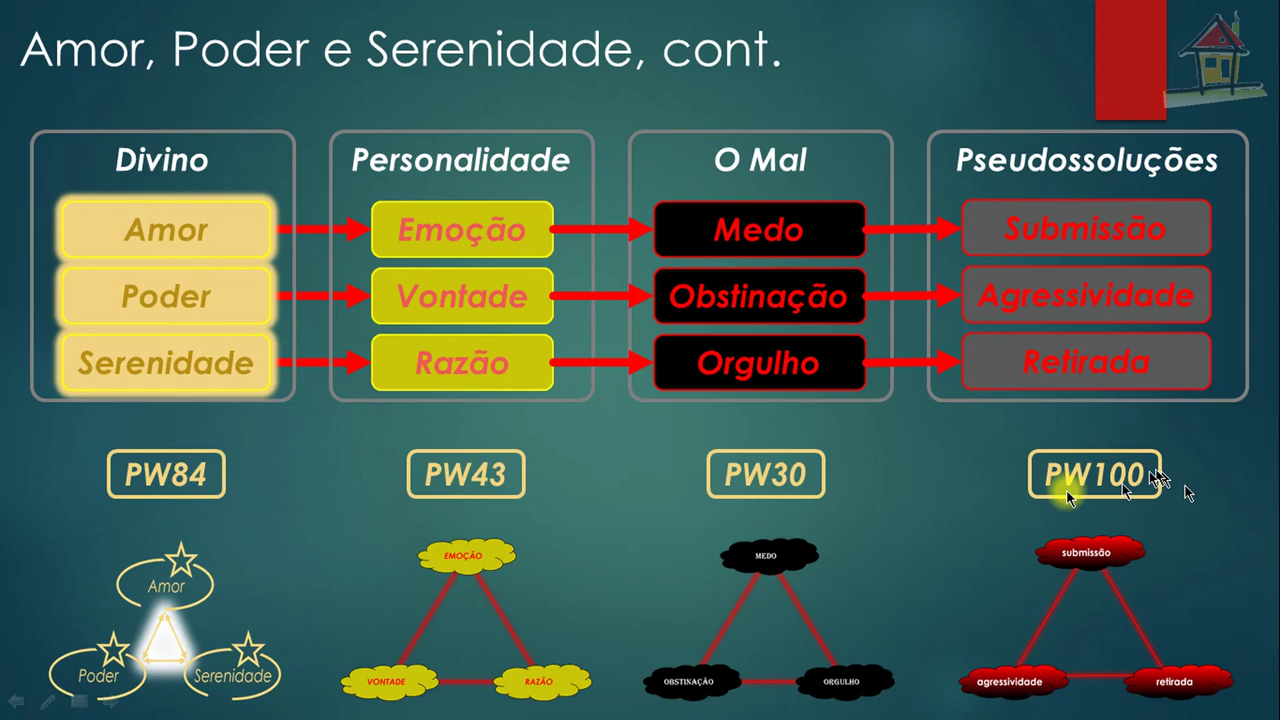 Amor, Poder e Serenidade, cont.
Divino
Personalidade
O Mal
Pseudossoluções
Amor
Emoção
Medo
Submissão
Poder
Vontade
Obstinação
Agressividade
Serenidade
Razão
Orgulho
Retirada
PW84
PW43
PW30
PW100
Amor
Poder
Serenidade
EMOÇÃO
VONTADE
RAZÃO
MEDO
OBSTINAÇÃO
ORGULHO
submissão
agressividade
retirada